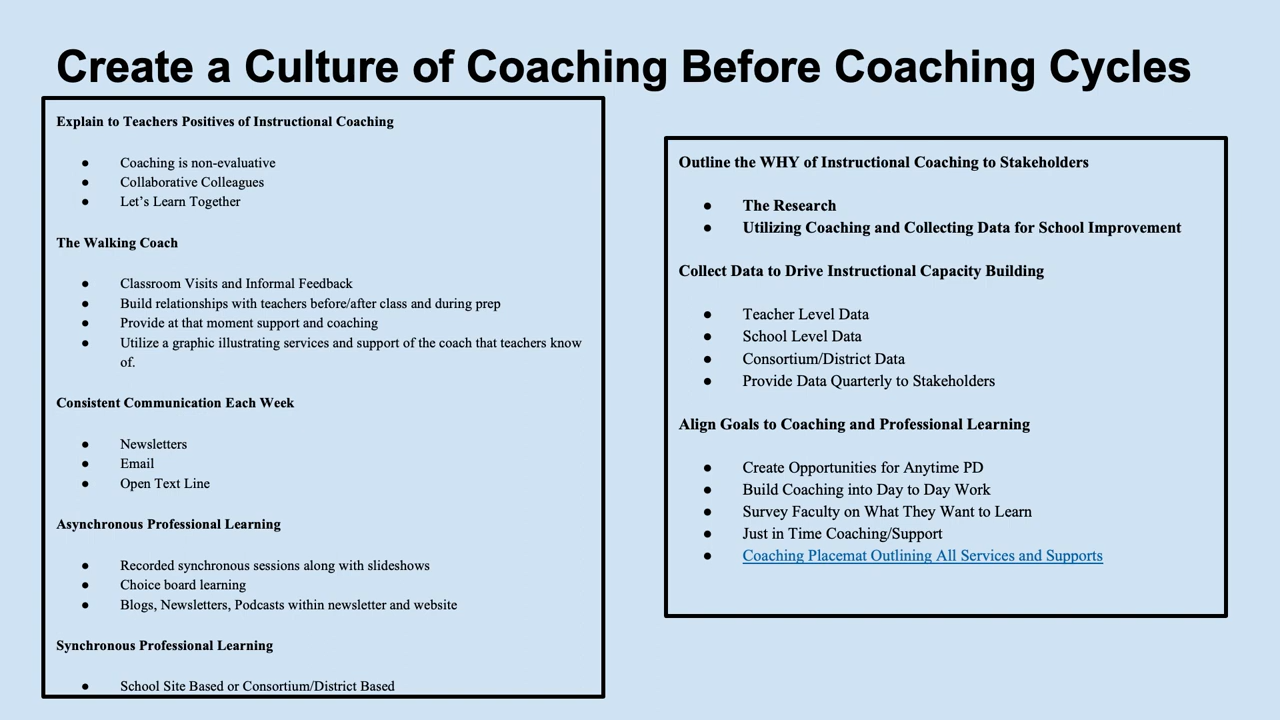 Create a Culture of Coaching Before Coaching Cycles
Explain to Teachers Positives of Instructional Coaching
● Coaching is non-evaluative
● Collaborative Colleagues
● Let’s Learn Together
The Walking Coach
● Classroom Visits and Informal Feedback
● Build relationships with teachers before/after class and during prep
● Provide at that moment support and coaching
● Utilize a graphic illustrating services and support of the coach that teachers know
of.
Consistent Communication Each Week
● Newsletters
● Email
● Open Text Line
Asynchronous Professional Learning
● Recorded synchronous sessions along with slideshows
● Choice board learning
● Blogs, Newsletters, Podcasts within newsletter and website
Synchronous Professional Learning
● School Site Based or Consortium/District Based
Outline the WHY of Instructional Coaching to Stakeholders
● The Research
● Utilizing Coaching and Collecting Data for School Improvement
Collect Data to Drive Instructional Capacity Building
● Teacher Level Data
● School Level Data
● Consortium/District Data
● Provide Data Quarterly to Stakeholders
Align Goals to Coaching and Professional Learning
● Create Opportunities for Anytime PD
● Build Coaching into Day to Day Work
● Survey Faculty on What They Want to Learn
● Just in Time Coaching/Support
● Coaching Placemat Outlining All Services and Supports